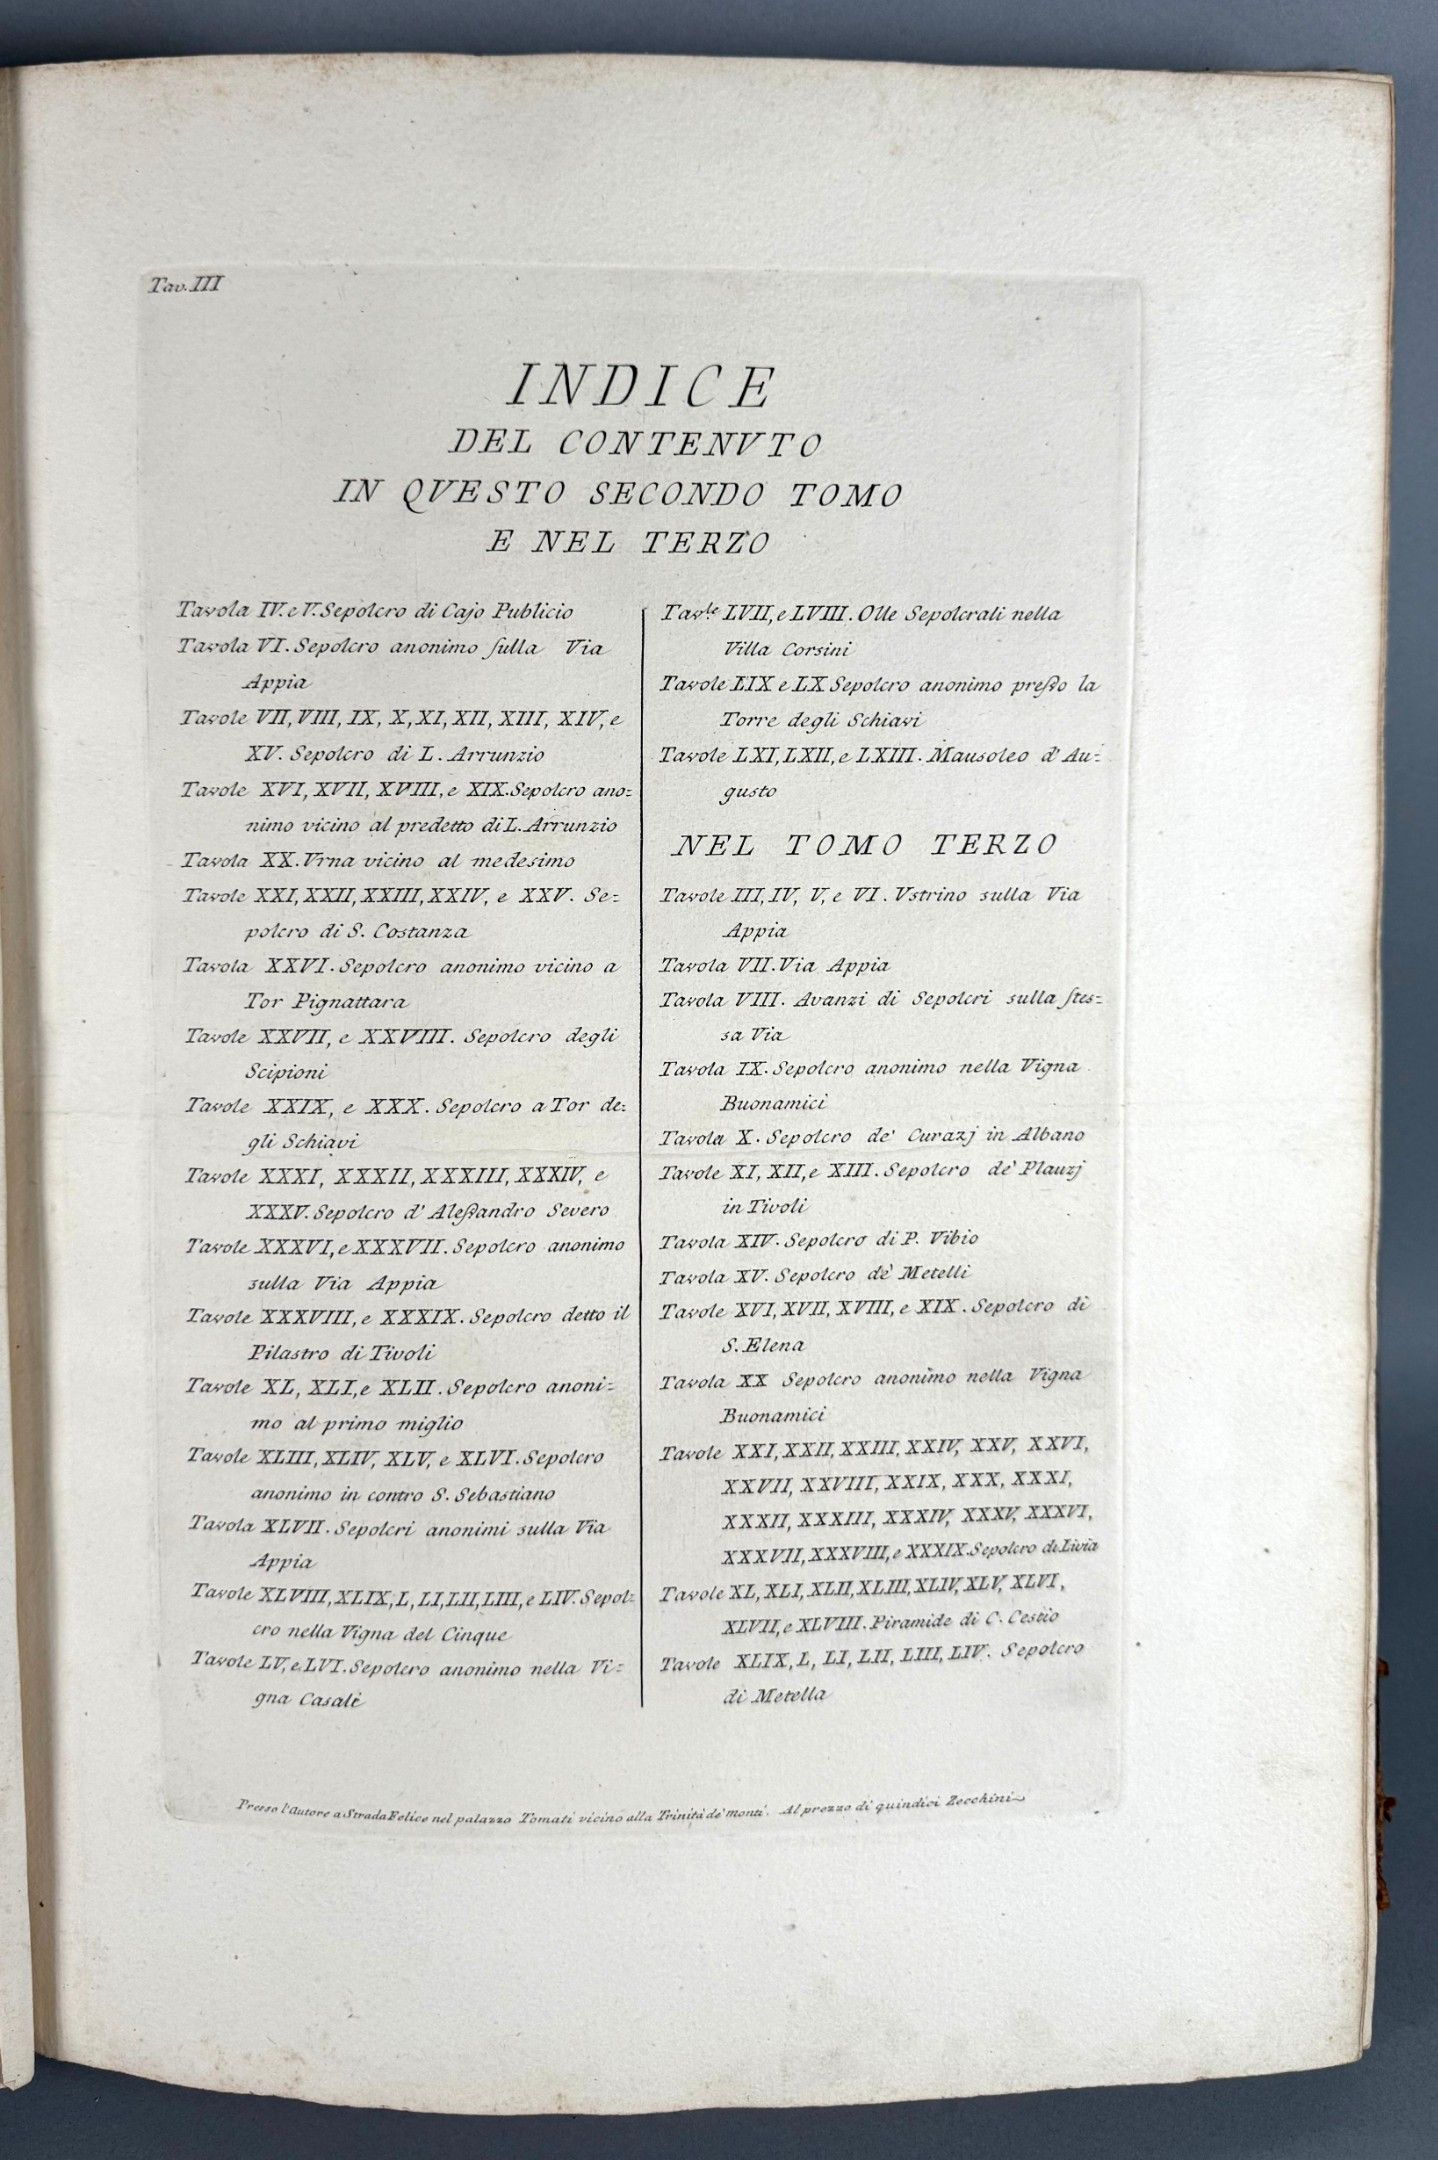 Tav. III
INDICE
DEL CONTENVTO
IN QVESTO SECONDO TOMO
E NEL TERZO
Tavola IV. e V. Sepolcro di Cajo Publicio
Tavola VI. Sepolcro anonimo ſulla Via
Appia
Tavole VII, VIII, IX, X, XI, XII, XIII, XIV, e
XV. Sepolcro di L. Arrunzio
Tavole XVI, XVII, XVIII, e XIX. Sepolcro ano=
nimo vicino al predetto di L. Arrunzio
Tavola XX. Vrna vicino al medesimo
Tavole XXI, XXII, XXIII, XXIV, e XXV. Se=
polcro di S. Costanza
Tavola XXVI. Sepolcro anonimo vicino a
Tor Pignattara
Tavole XXVII, e XXVIII. Sepolcro degli
Scipioni
Tavole XXIX, e XXX. Sepolcro a Tor de=
gli Schiavi
Tavole XXXI, XXXII, XXXIII, XXXIV, e
XXXV. Sepolcro d' Aleſsandro Severo
Tavole XXXVI, e XXXVII. Sepolcro anonimo
sulla Via Appia
Tavole XXXVIII, e XXXIX. Sepolcro detto il
Pilastro di Tivoli
Tavole XL, XLI, e XLII. Sepolcro anoni=
mo al primo miglio
Tavole XLIII, XLIV, XLV, e XLVI. Sepolcro
anonimo in contro S. Sebastiano
Tavola XLVII. Sepolcri anonimi sulla Via
Appia
Tavole XLVIII, XLIX, L, LI, LII, LIII, e LIV. Sepol=
cro nella Vigna del Cinque
Tavole LV, e LVI. Sepolcro anonimo nella Vi=
gna Casali
Tavle. LVII, e LVIII. Olle Sepolcrali nella
Villa Corsini
Tavole LIX e LX Sepolcro anonimo preſso la
Torre degli Schiavi
Tavole LXI, LXII, e LXIII. Mausoleo d' Au=
gusto
NEL TOMO TERZO
Tavole III, IV, V, e VI. Vstrino sulla Via
Appia
Tavola VII. Via Appia
Tavola VIII. Avanzi di Sepolcri sulla ſtes=
sa Via
Tavola IX. Sepolcro anonimo nella Vigna
Buonamici
Tavola X. Sepolcro de' Curazj in Albano
Tavole XI, XII, e XIII. Sepolcro de' Plauzj
in Tivoli
Tavola XIV. Sepolcro di P. Vibio
Tavola XV. Sepolcro de' Metelli
Tavole XVI, XVII, XVIII, e XIX. Sepolcro di
S. Elena
Tavola XX Sepolcro anonimo nella Vigna
Buonamici
Tavole XXI, XXII, XXIII, XXIV, XXV, XXVI,
XXVII, XXVIII, XXIX, XXX, XXXI,
XXXII, XXXIII, XXXIV, XXXV, XXXVI,
XXXVII, XXXVIII, e XXXIX. Sepolcro di Livia
Tavole XL, XLI, XLII, XLIII, XLIV, XLV, XLVI,
XLVII, e XLVIII. Piramide di C. Cestio
Tavole XLIX, L, LI, LII, LIII, LIV. Sepolcro
di Metella
Presso l'Autore a Strada Felice nel palazzo Tomati vicino alla Trinità de' monti. Al prezzo di quindici Zecchini